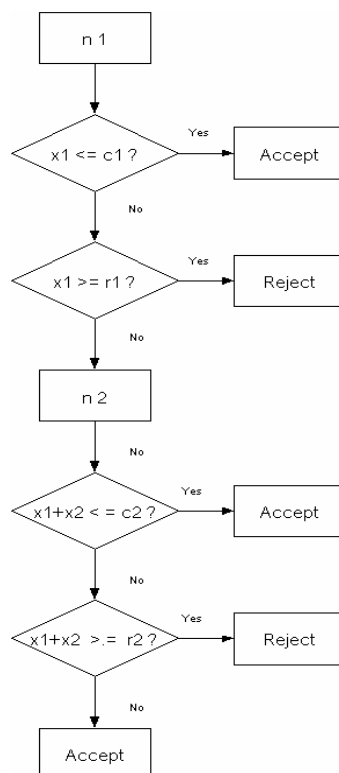 n 1
x1 <= c1 ?
Yes
Accept
No
x1 >= r1 ?
Yes
Reject
No
n 2
No
x1+x2 < = c2 ?
Yes
Accept
No
x1+x2 >.= r2 ?
Yes
Reject
No
Accept